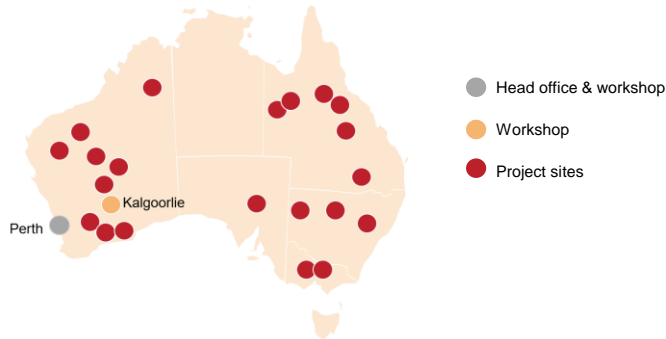 Head office & workshop
Workshop
Project sites
Kalgoorlie
Perth